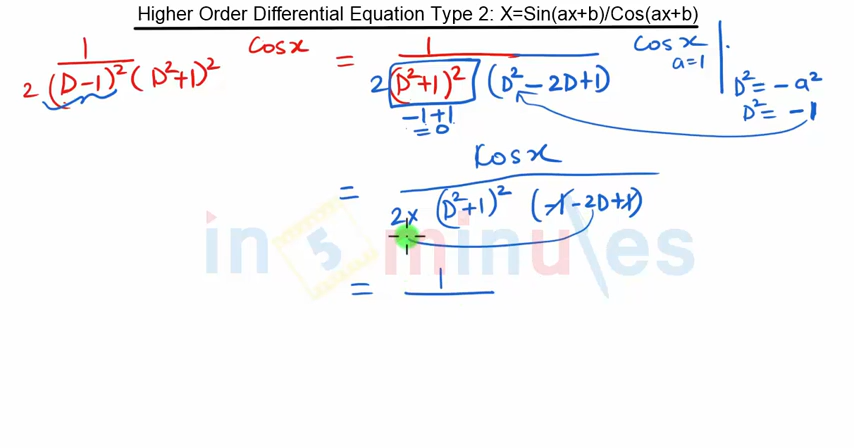 Higher Order Differential Equation Type 2: X=Sin(ax+b)/Cos(ax+b)
1 / 2 (D-1)² (D²+1)² cos x = 1 / 2 (D²+1)² (D²-2D+1) cos x
a=1
-1+1
=0
D² = -a²
D² = -1
= cos x / 2× (D²+1)² (-1-2D+1)
in 5 minutes
= 1